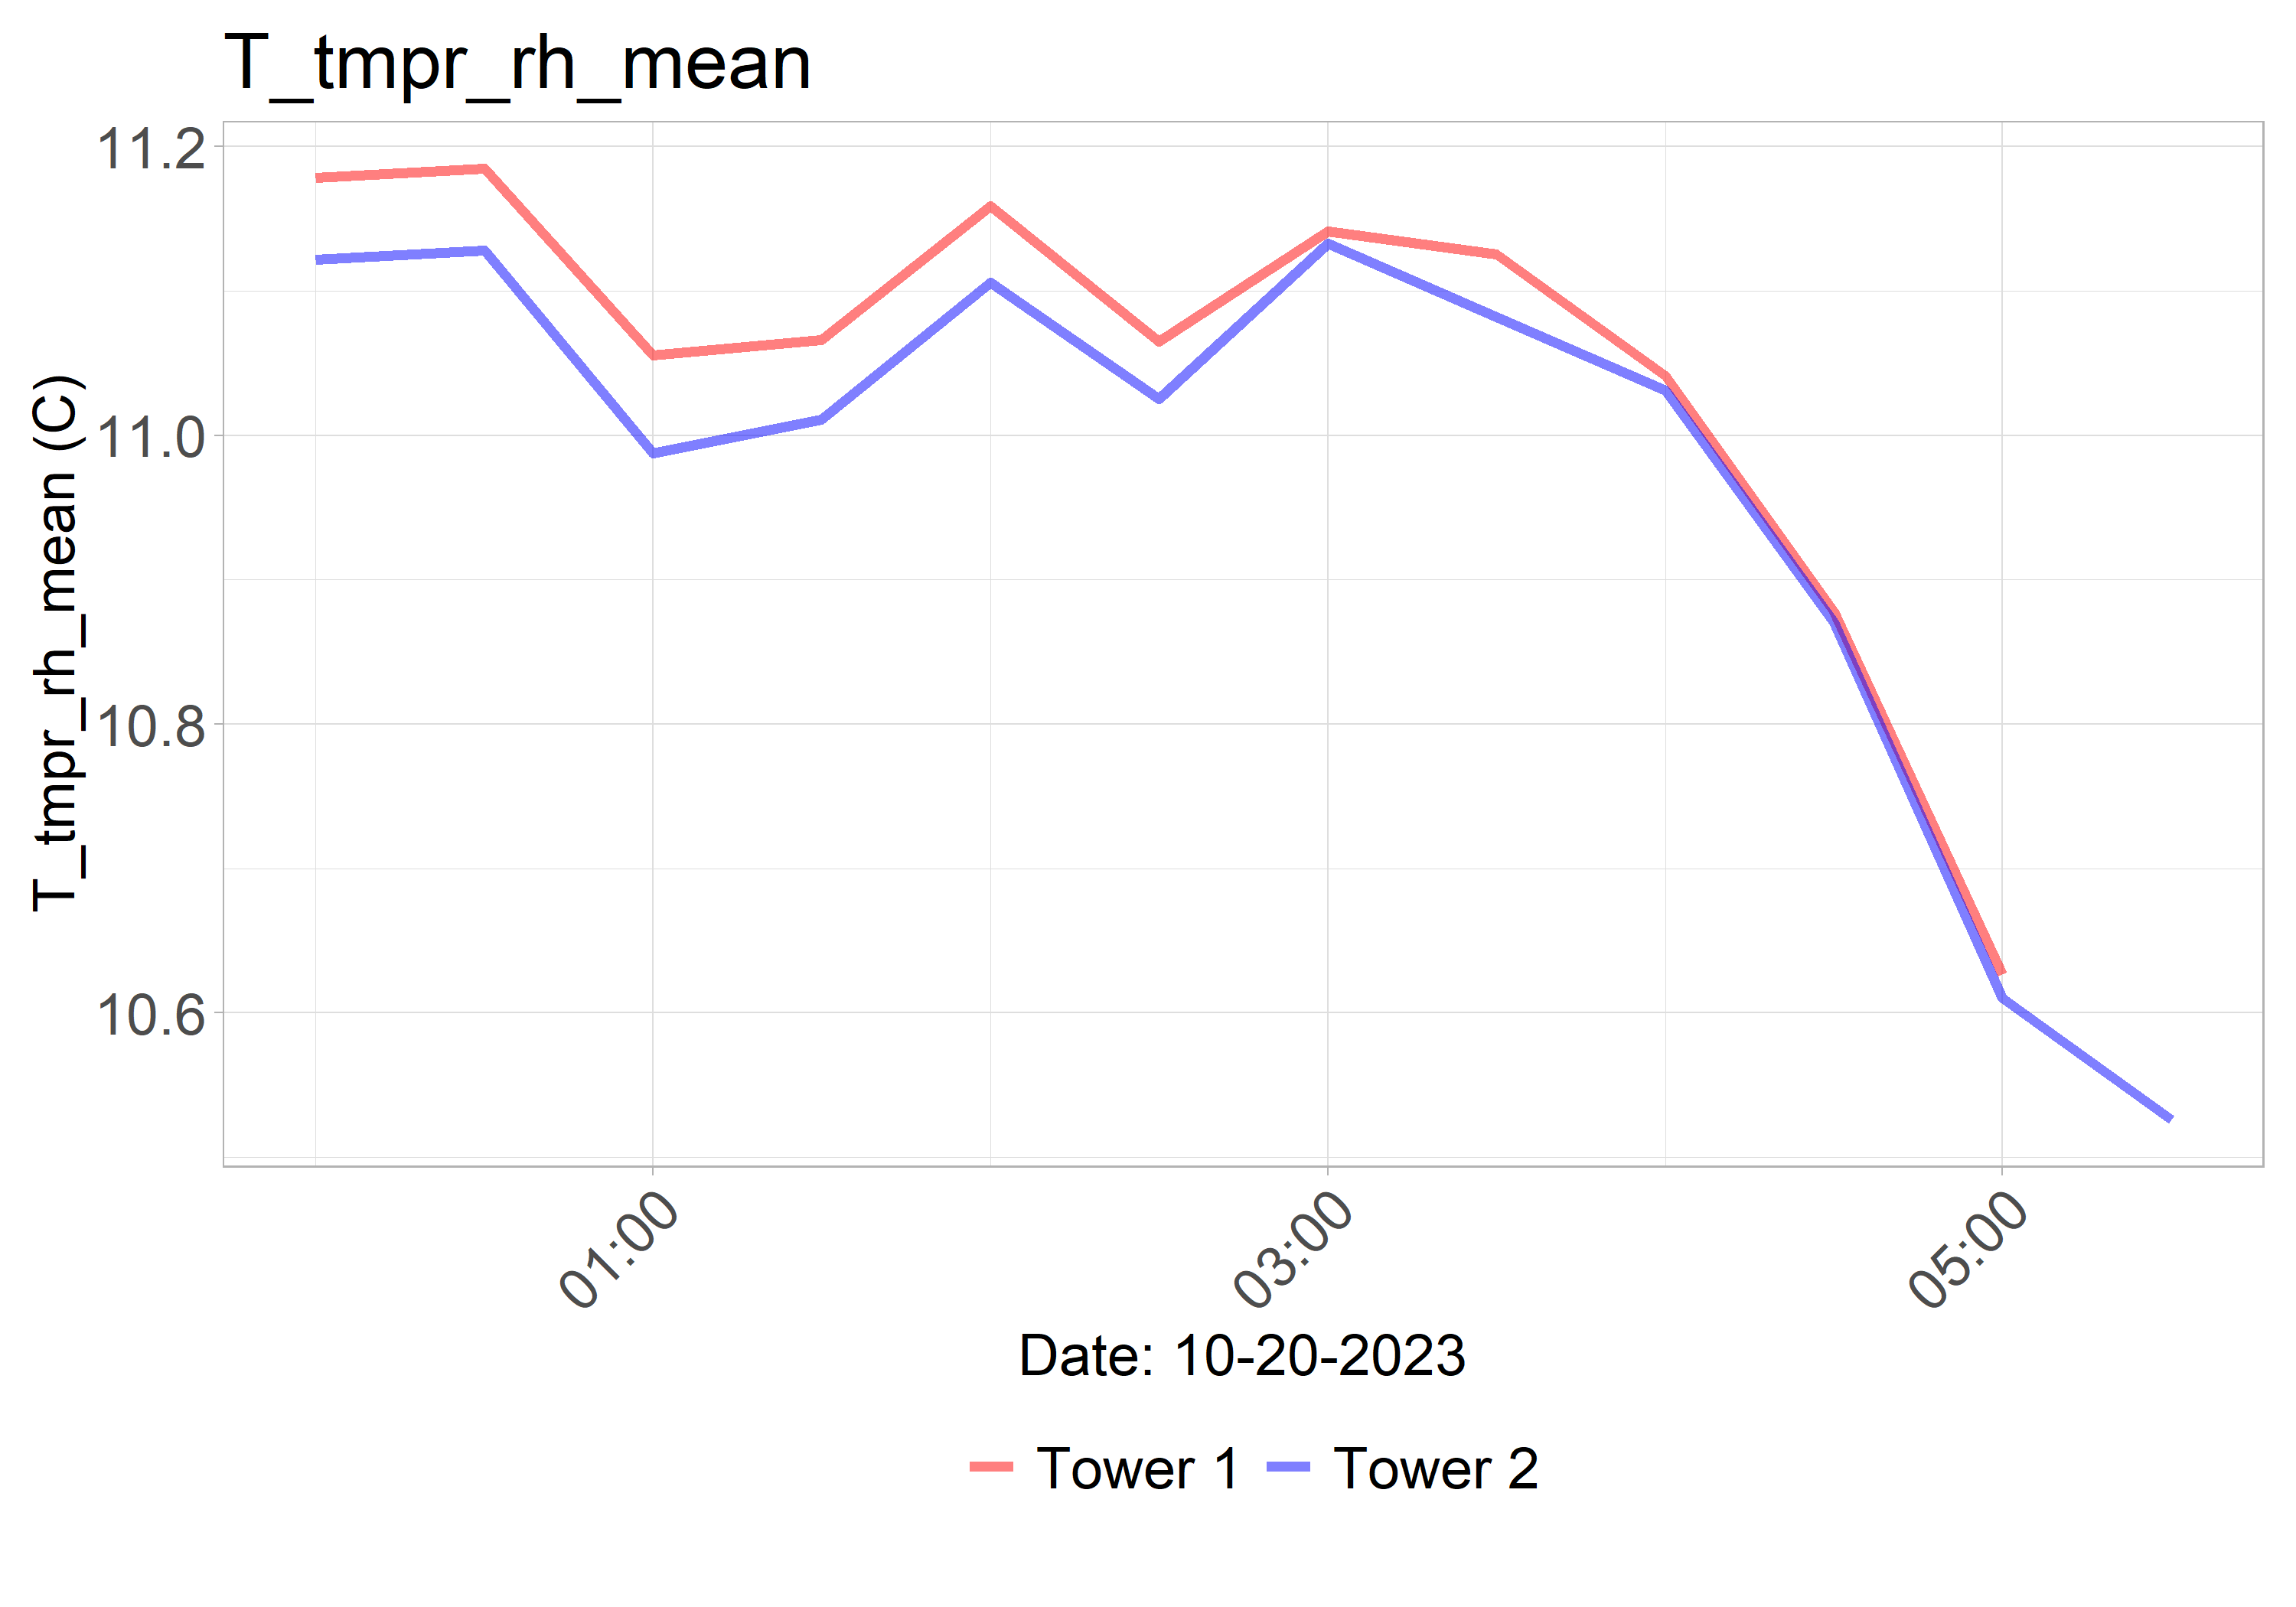 T_tmpr_rh_mean
T_tmpr_rh_mean (C)
11.2
11.0
10.8
10.6
01:00
03:00
05:00
Date: 10-20-2023
Tower 1
Tower 2